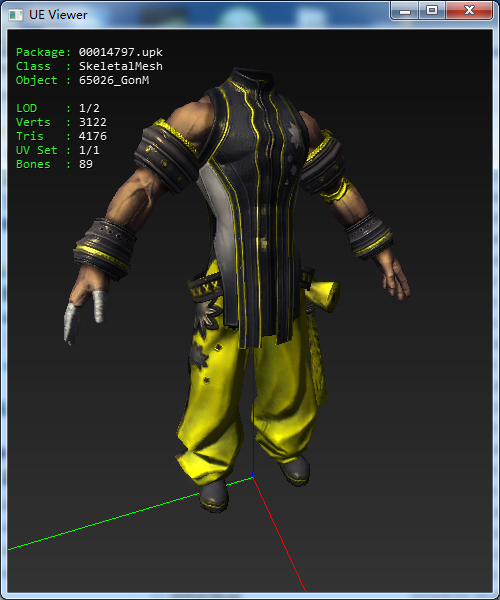 UE Viewer
Package: 00014797.upk
Class : SkeletalMesh
Object : 65026_GonM
LOD : 1/2
Verts : 3122
Tris : 4176
UV Set : 1/1
Bones : 89